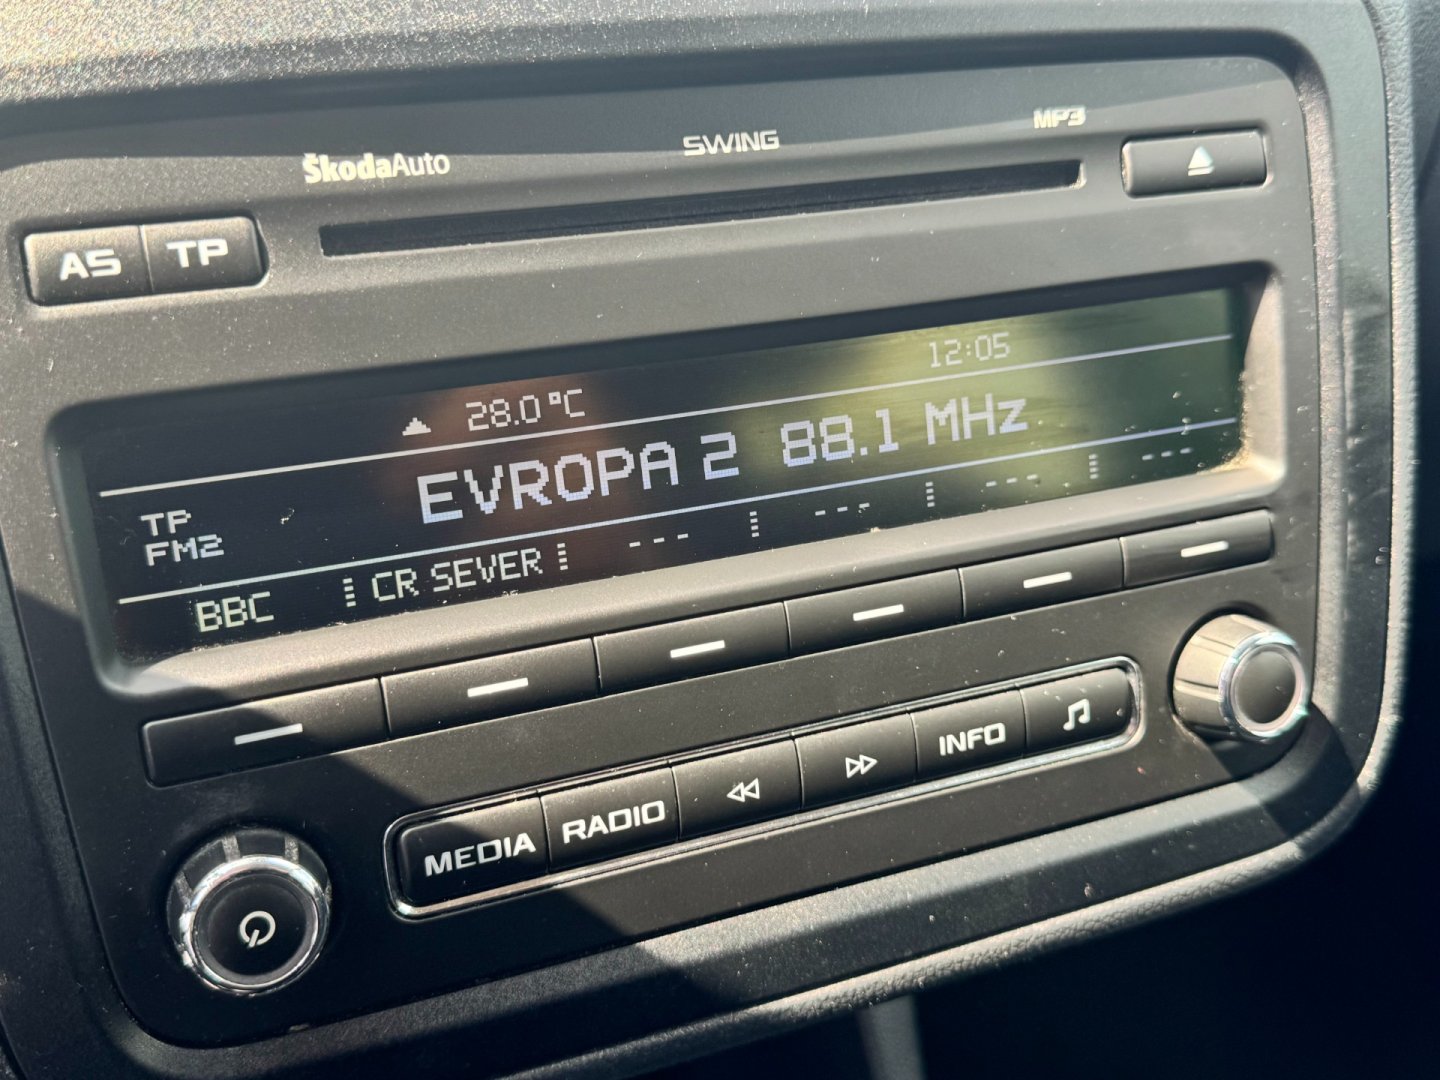 ŠkodaAuto
SWING
MP3
AS TP
28.0°C 12:05
EVROPA 2 88.1 MHz
TP
FM2
BBC CR SEVER --- --- --- ---
MEDIA RADIO INFO